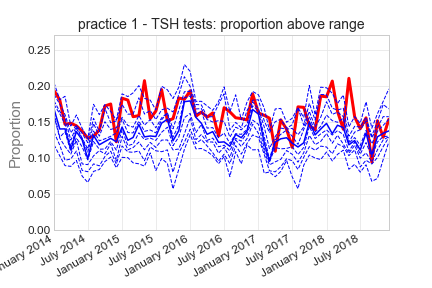 practice 1 - TSH tests: proportion above range
Proportion
0.25
0.20
0.15
0.10
0.05
0.00
2014
July 2014
January 2015
July 2015
January 2016
July 2016
January 2017
July 2017
January 2018
July 2018